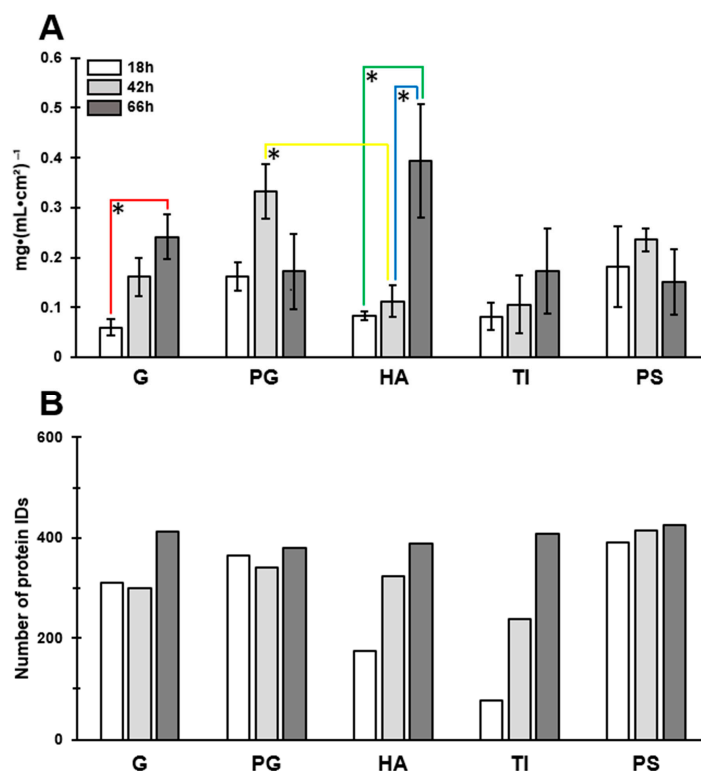 A
0.6
0.5
0.4
0.3
0.2
0.1
0
mg•(mL•cm²)⁻¹
18h
42h
66h
*
*
*
*
G PG HA TI PS
B
600
400
200
0
Number of protein IDs
G PG HA TI PS